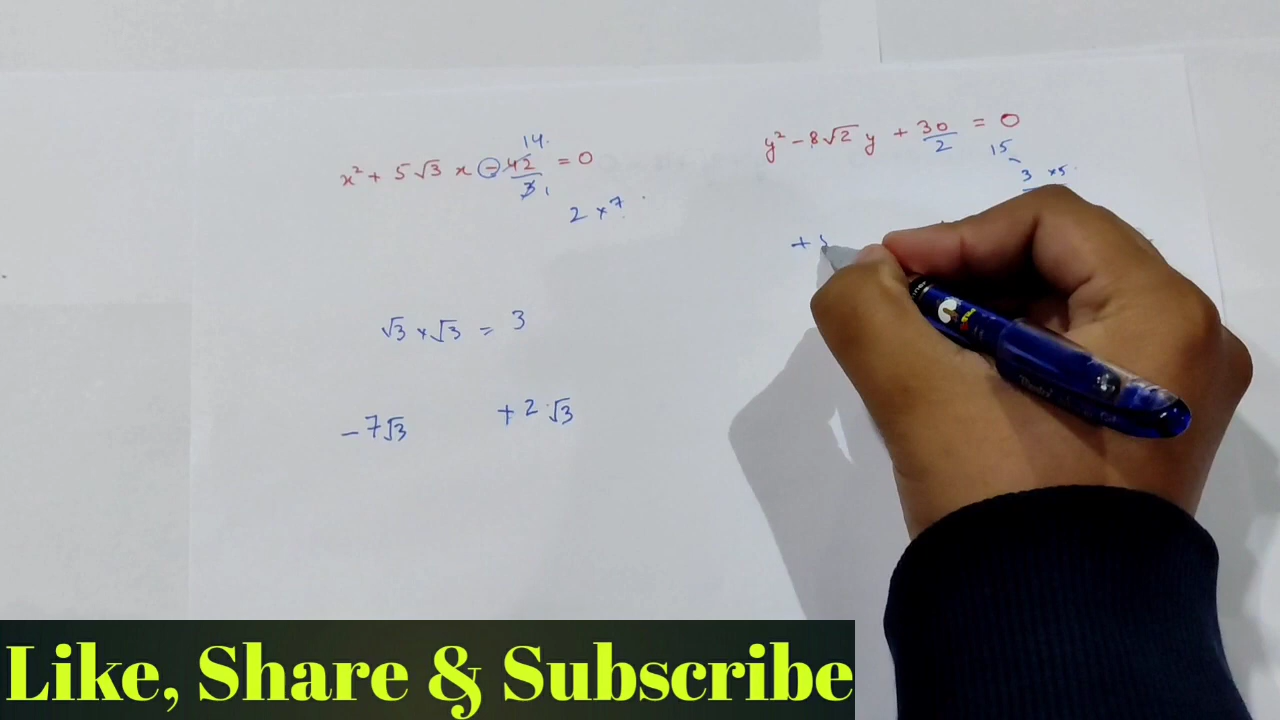 x² + 5√3 x - 42/3 = 0
14
1
2 × 7
√3 × √3 = 3
- 7√3 + 2 √3
y² - 8√2 y + 30/2 = 0
15
3 × 5
+
Like, Share & Subscribe